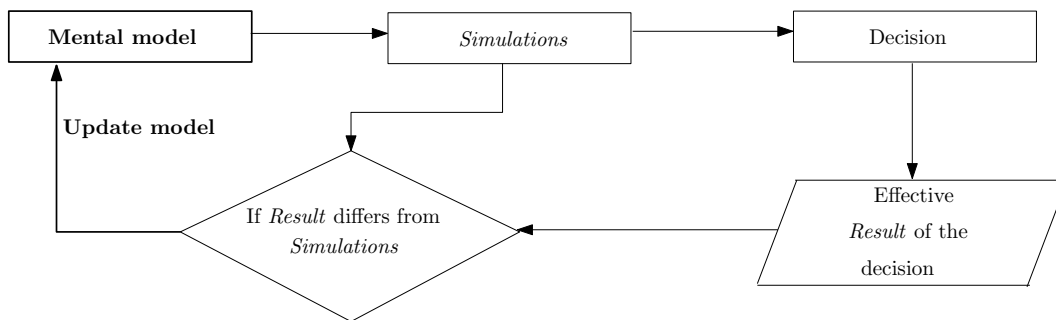 Mental model
Simulations
Decision
Update model
If Result differs from
Simulations
Effective
Result of the
decision